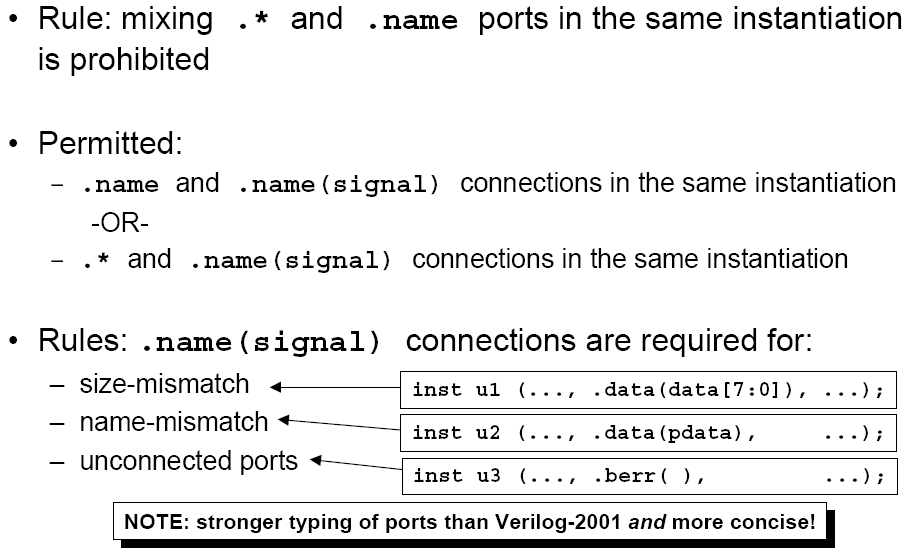 • Rule: mixing .* and .name ports in the same instantiation
is prohibited
• Permitted:
– .name and .name(signal) connections in the same instantiation
-OR-
– .* and .name(signal) connections in the same instantiation
• Rules: .name(signal) connections are required for:
– size-mismatch
inst u1 (..., .data(data[7:0]), ...);
– name-mismatch
inst u2 (..., .data(pdata), ...);
– unconnected ports
inst u3 (..., .berr( ), ...);
NOTE: stronger typing of ports than Verilog-2001 and more concise!